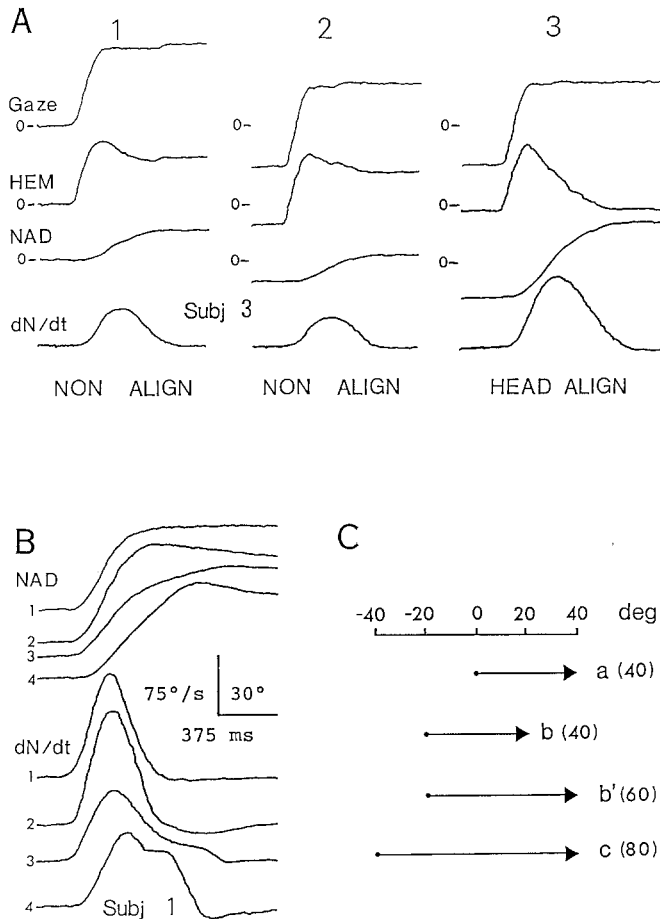 A
1 2 3
Gaze
0- 0- 0-
HEM
0- 0- 0-
NAD
0- 0- 0-
dN/dt
Subj 3
NON ALIGN NON ALIGN HEAD ALIGN
B
NAD
1
2
3
4
75°/s 30°
375 ms
dN/dt
1
2
3
4
Subj 1
C
-40 -20 0 20 40 deg
a (40)
b (40)
b' (60)
c (80)